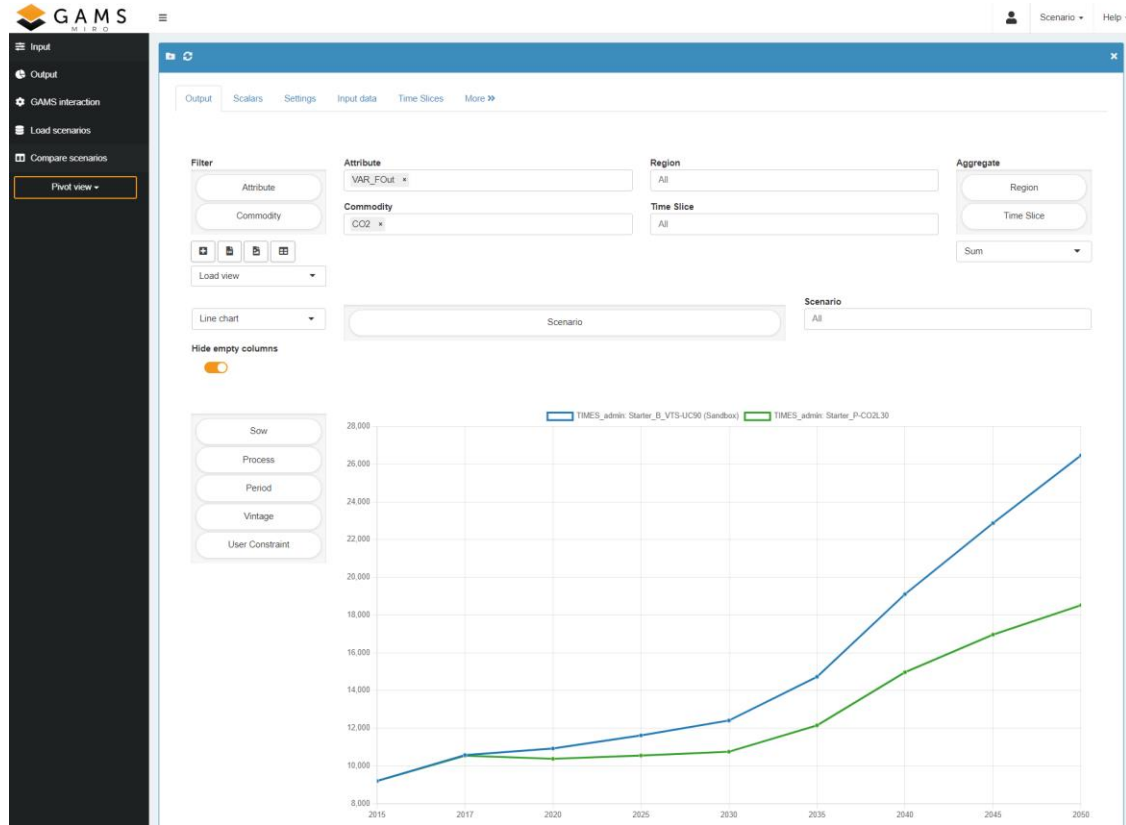 GAMS
MIRO
Scenario
Help
Input
Output
GAMS interaction
Load scenarios
Compare scenarios
Pivot view
Output Scalars Settings Input data Time Slices More »
Filter Attribute Region Aggregate
Attribute VAR_FOut × All Region
Commodity Time Slice
Commodity CO2 × All Time Slice
Sum
Load view
Scenario
Line chart Scenario All
Hide empty columns
TIMES_admin: Starter_B_VTS-UC90 (Sandbox) TIMES_admin: Starter_P-CO2L30
Sow
Process
Period
Vintage
User Constraint
28,000
26,000
24,000
22,000
20,000
18,000
16,000
14,000
12,000
10,000
8,000
2015 2017 2020 2025 2030 2035 2040 2045 2050